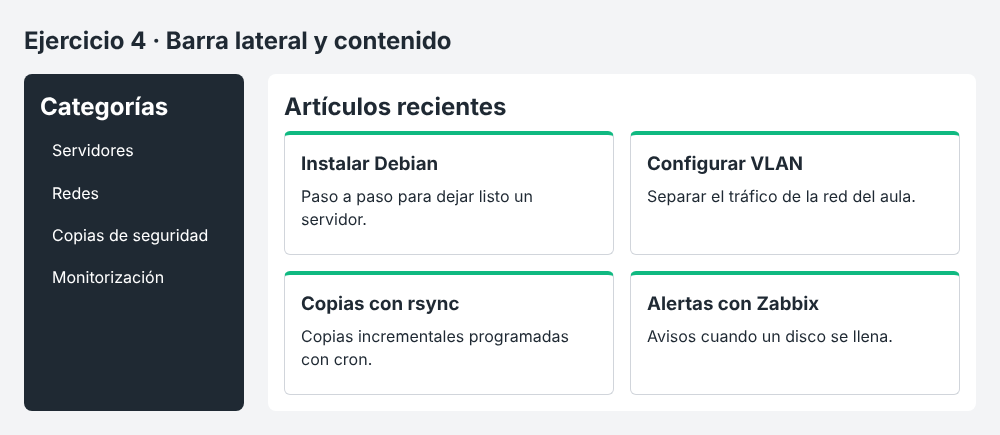 Ejercicio 4 · Barra lateral y contenido
Categorías
Servidores
Redes
Copias de seguridad
Monitorización
Artículos recientes
Instalar Debian
Paso a paso para dejar listo un
servidor.
Configurar VLAN
Separar el tráfico de la red del aula.
Copias con rsync
Copias incrementales programadas
con cron.
Alertas con Zabbix
Avisos cuando un disco se llena.